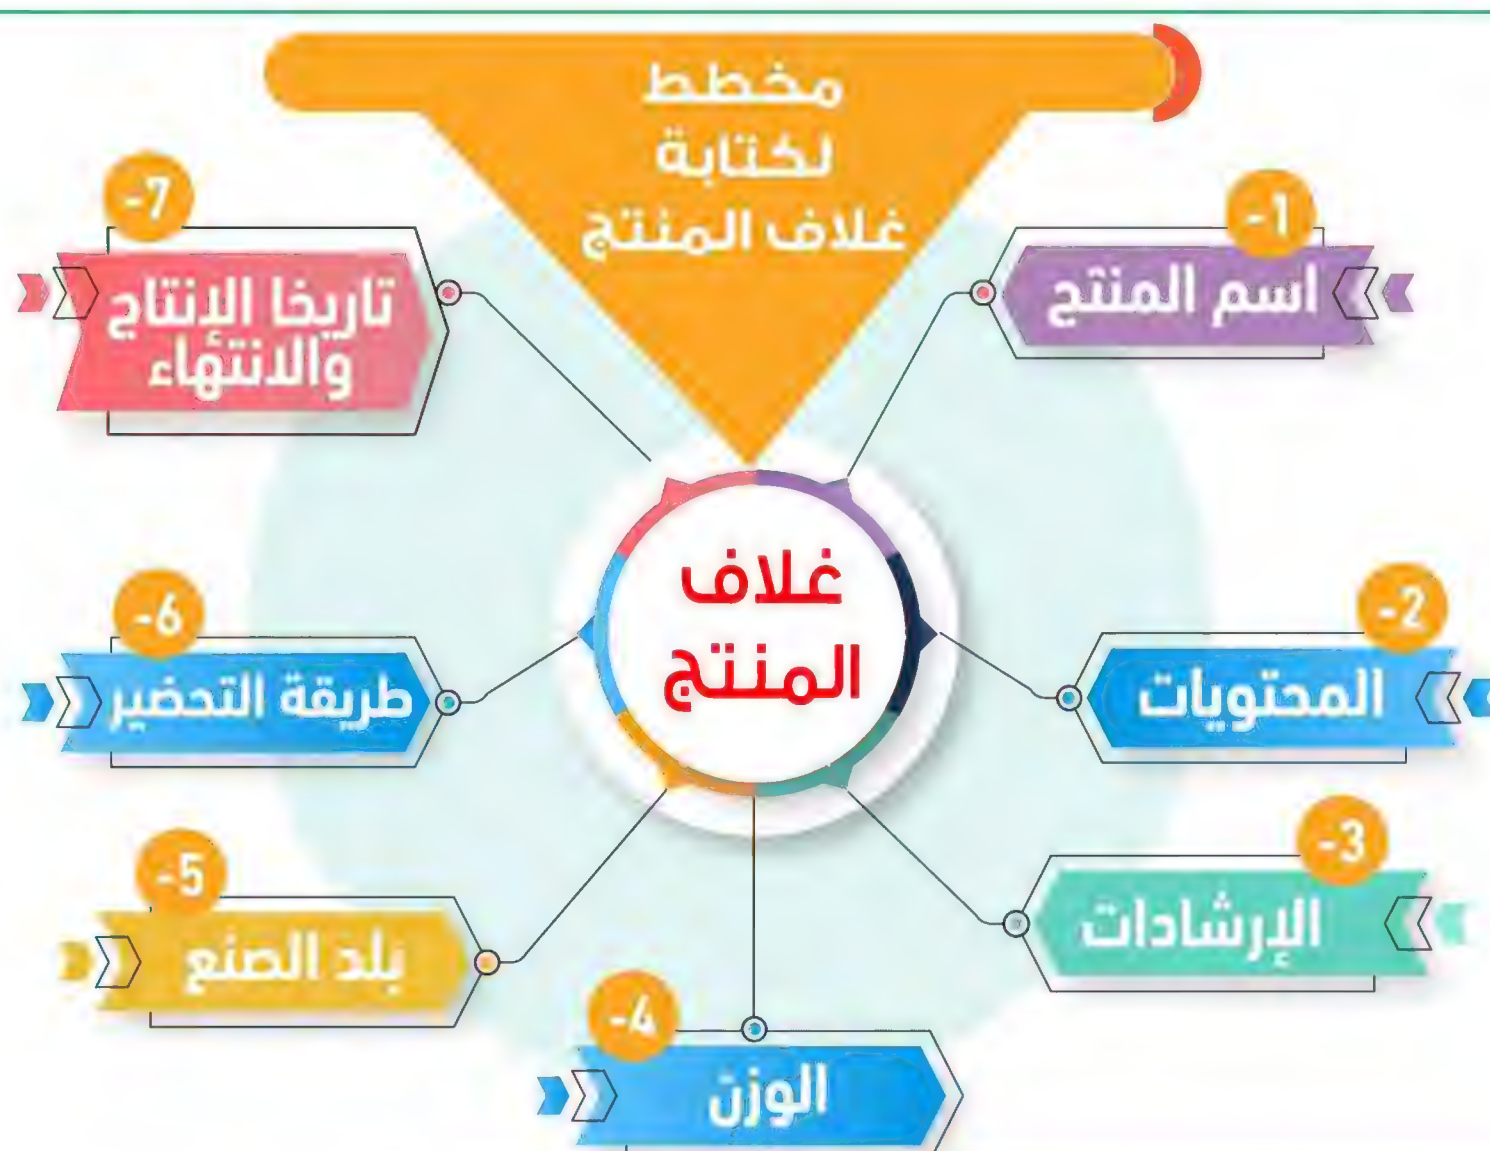 مخطط
لكتابة
غلاف المنتج
1-
اسم المنتج
2-
المحتويات
3-
الإرشادات
4-
الوزن
5-
بلد الصنع
6-
طريقة التحضير
7-
تاريخا الإنتاج
والانتهاء
غلاف
المنتج